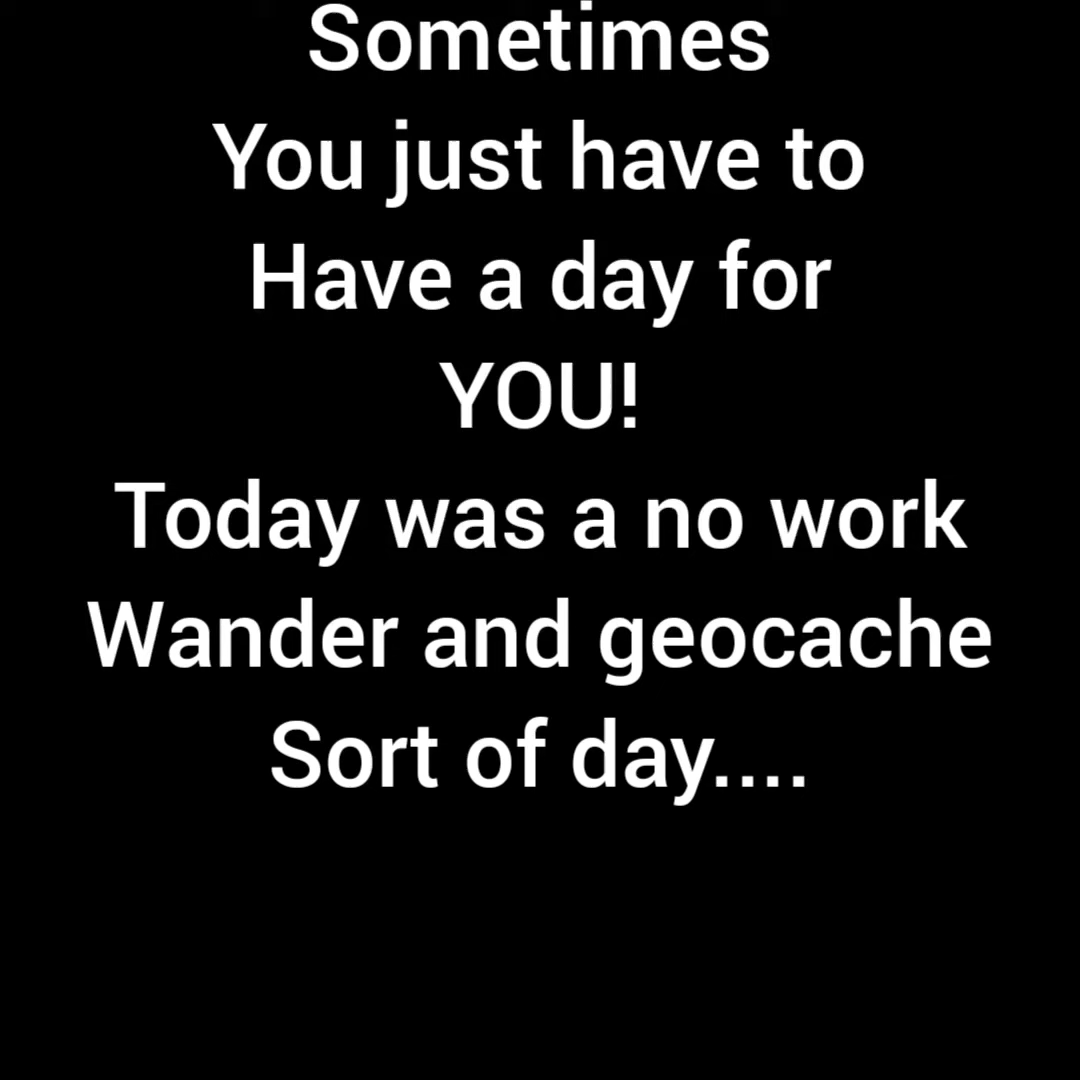 Sometimes
You just have to
Have a day for
YOU!
Today was a no work
Wander and geocache
Sort of day....